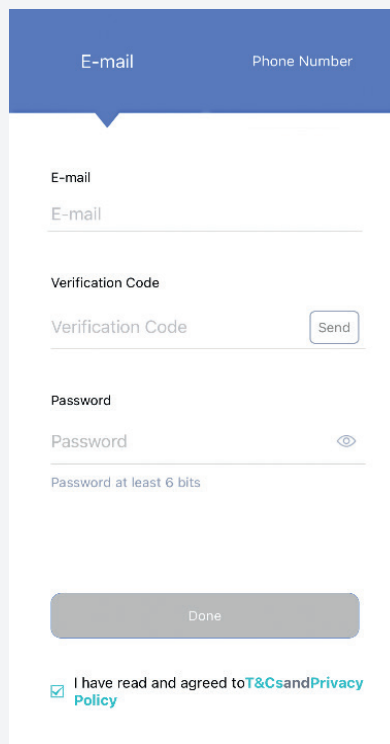 E-mail
Phone Number
E-mail
E-mail
Verification Code
Verification Code
Send
Password
Password
Password at least 6 bits
Done
I have read and agreed toT&CsandPrivacy
Policy